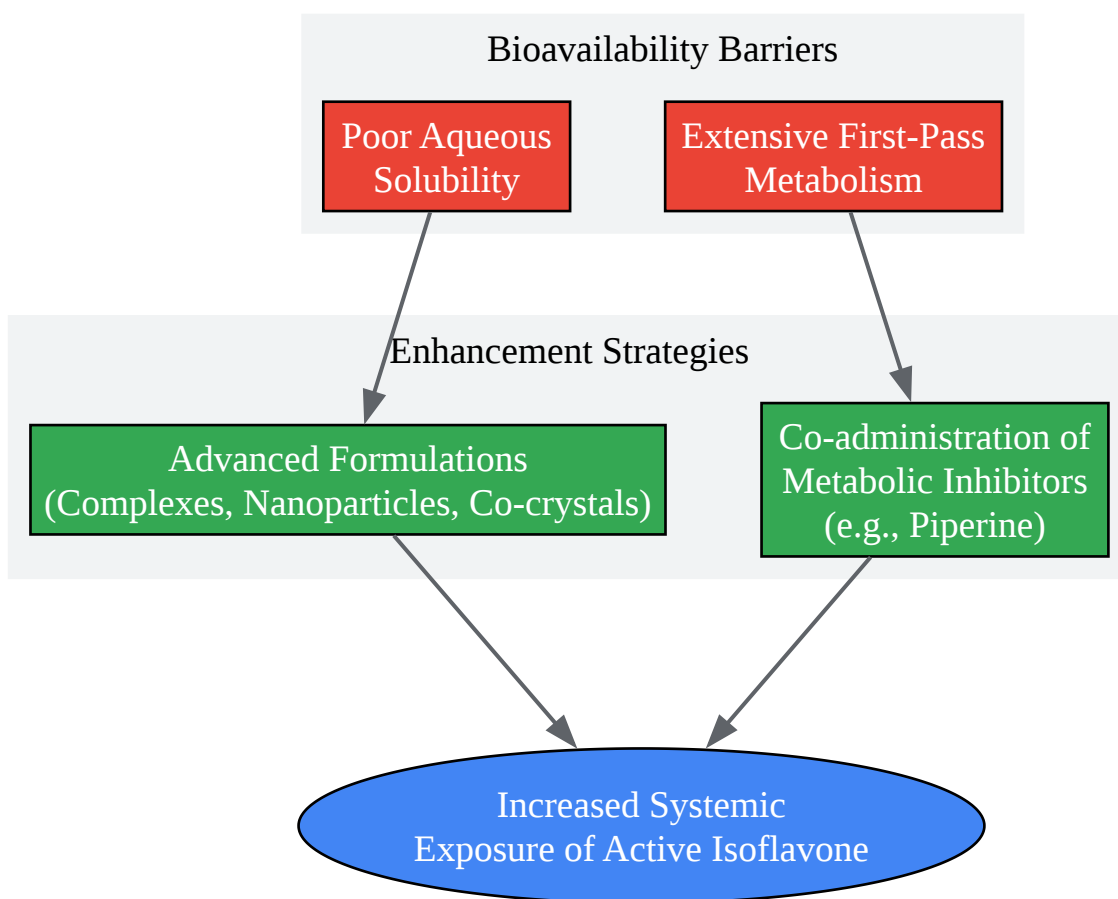 Bioavailability Barriers
Poor Aqueous
Solubility
Extensive First-Pass
Metabolism
Enhancement Strategies
Advanced Formulations
(Complexes, Nanoparticles, Co-crystals)
Co-administration of
Metabolic Inhibitors
(e.g., Piperine)
Increased Systemic
Exposure of Active Isoflavone